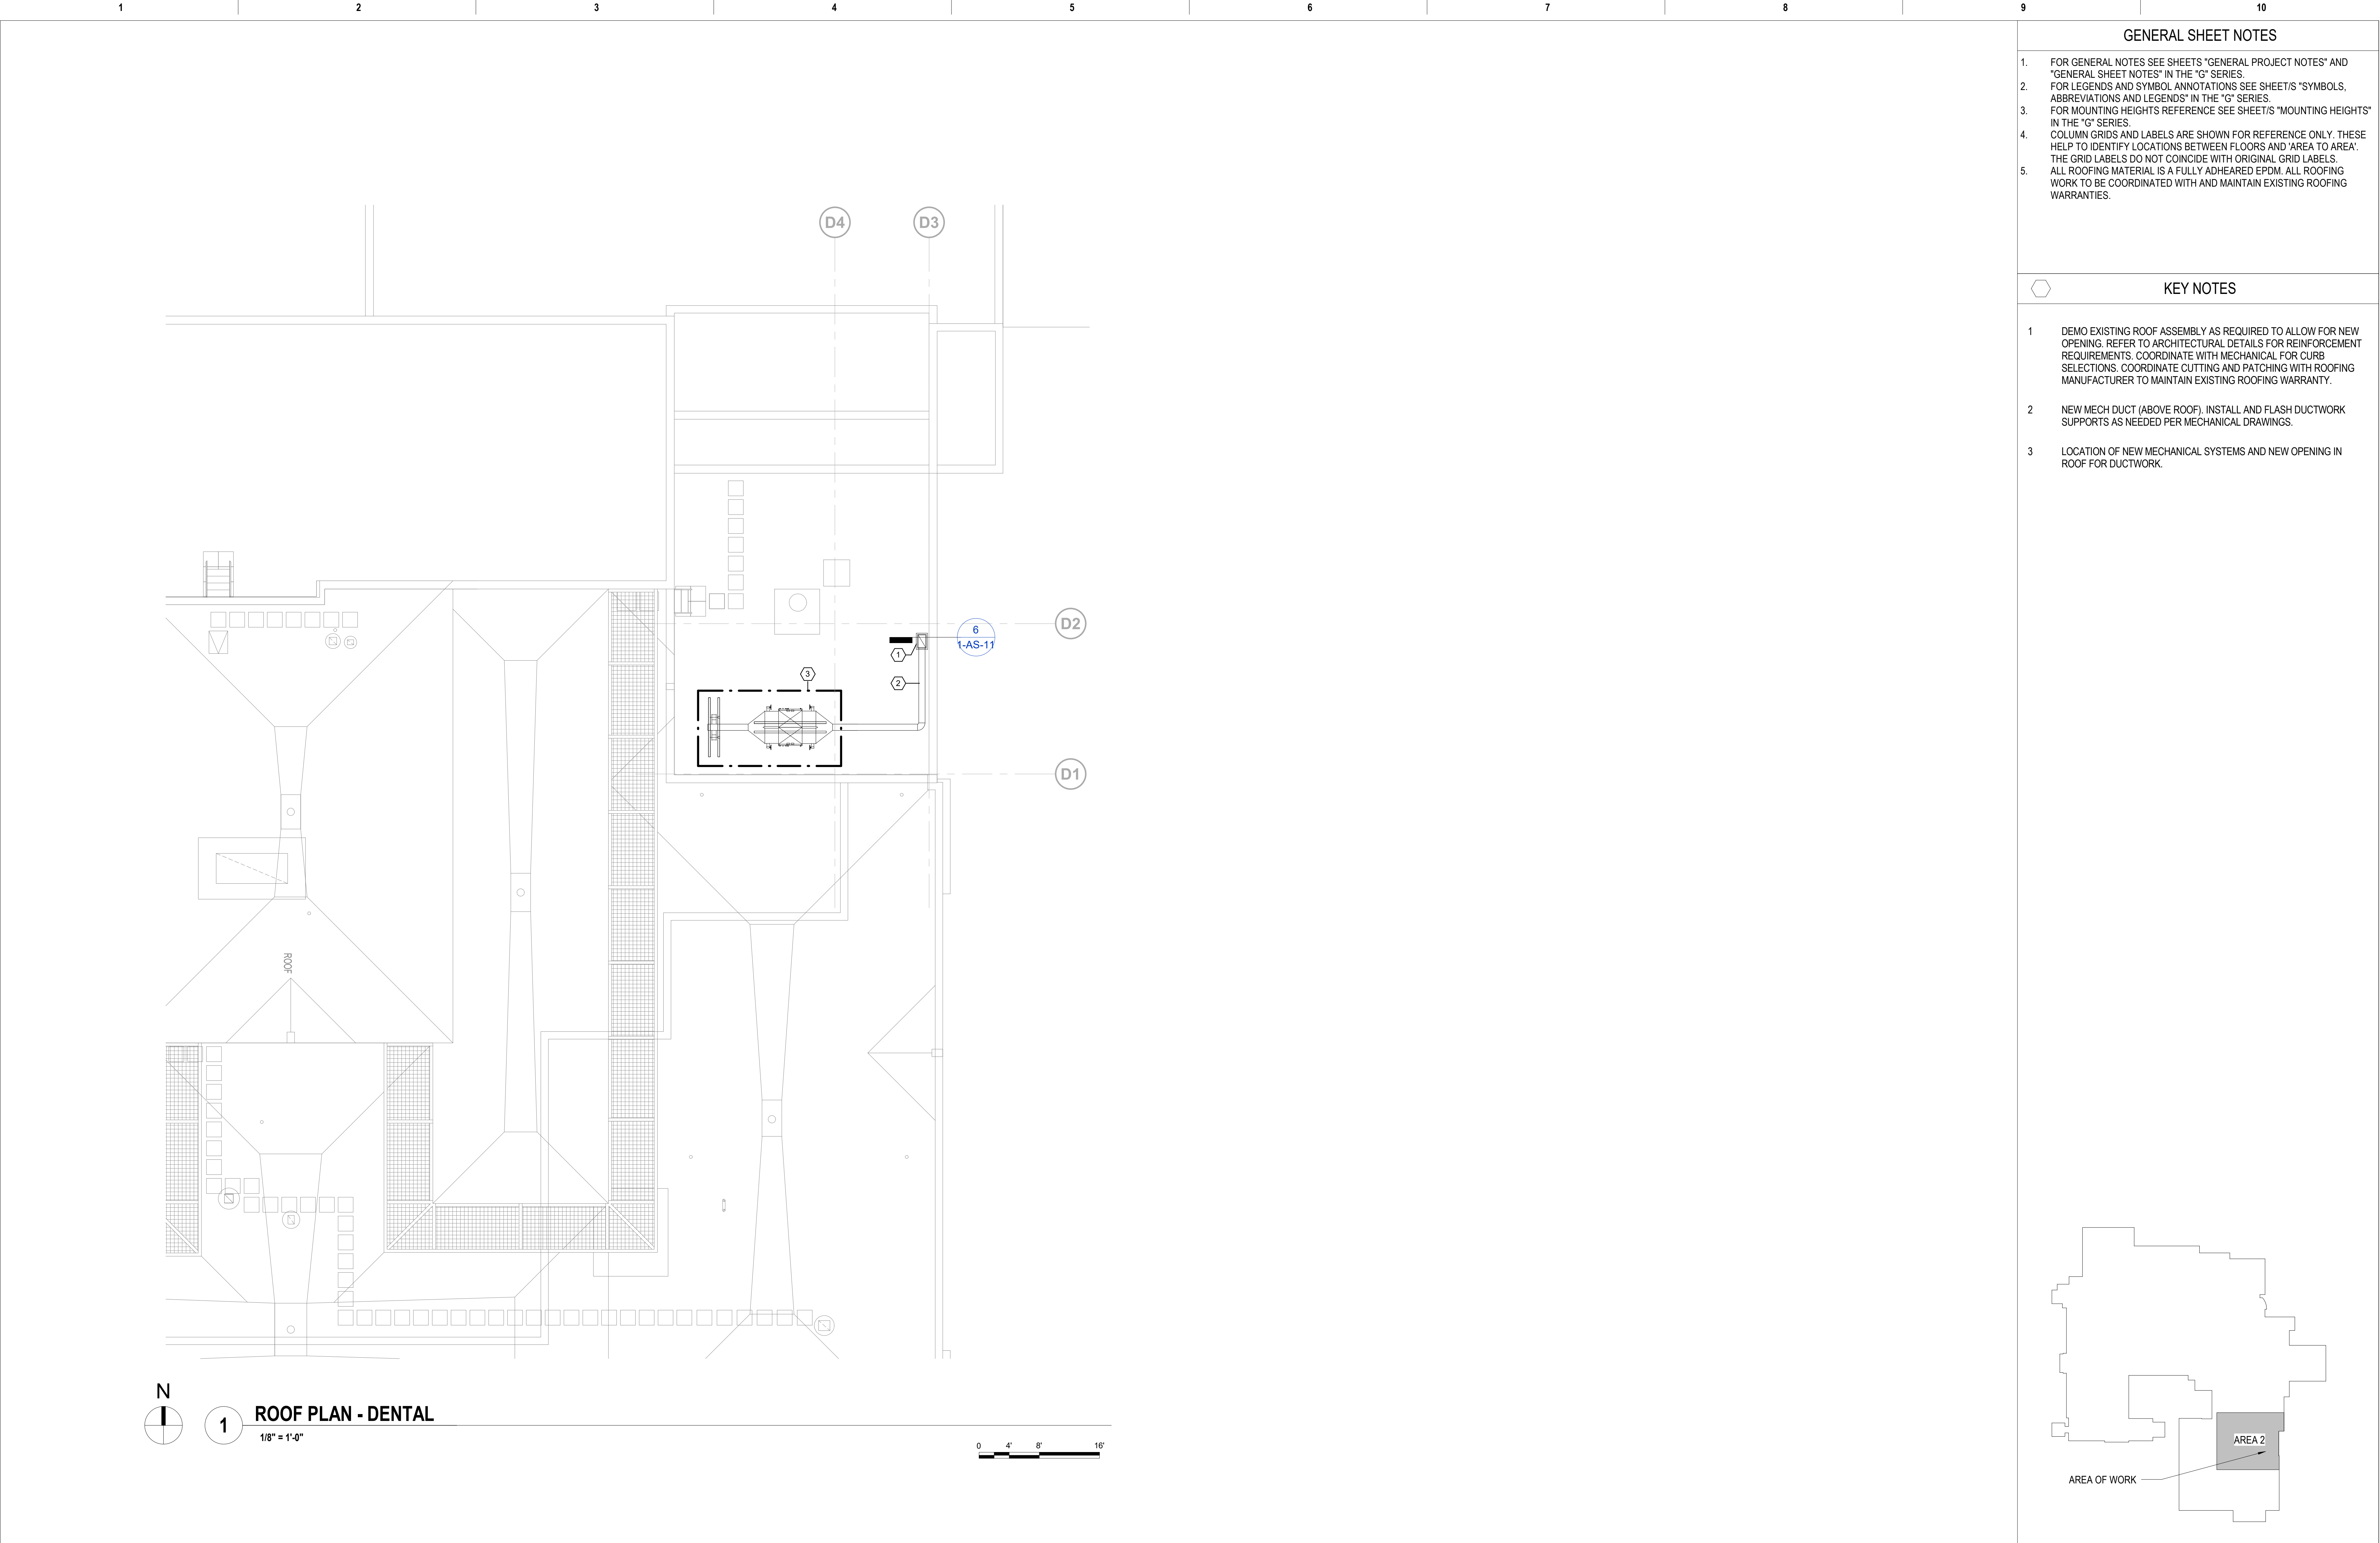 1 2 3 4 5 6 7 8 9 10
GENERAL SHEET NOTES
1. FOR GENERAL NOTES SEE SHEETS "GENERAL PROJECT NOTES" AND
"GENERAL SHEET NOTES" IN THE "G" SERIES.
2. FOR LEGENDS AND SYMBOL ANNOTATIONS SEE SHEET/S "SYMBOLS,
ABBREVIATIONS AND LEGENDS" IN THE "G" SERIES.
3. FOR MOUNTING HEIGHTS REFERENCE SEE SHEET/S "MOUNTING HEIGHTS"
IN THE "G" SERIES.
4. COLUMN GRIDS AND LABELS ARE SHOWN FOR REFERENCE ONLY. THESE
HELP TO IDENTIFY LOCATIONS BETWEEN FLOORS AND 'AREA TO AREA'.
THE GRID LABELS DO NOT COINCIDE WITH ORIGINAL GRID LABELS.
5. ALL ROOFING MATERIAL IS A FULLY ADHEARED EPDM. ALL ROOFING
WORK TO BE COORDINATED WITH AND MAINTAIN EXISTING ROOFING
WARRANTIES.
KEY NOTES
1 DEMO EXISTING ROOF ASSEMBLY AS REQUIRED TO ALLOW FOR NEW
OPENING. REFER TO ARCHITECTURAL DETAILS FOR REINFORCEMENT
REQUIREMENTS. COORDINATE WITH MECHANICAL FOR CURB
SELECTIONS. COORDINATE CUTTING AND PATCHING WITH ROOFING
MANUFACTURER TO MAINTAIN EXISTING ROOFING WARRANTY.
2 NEW MECH DUCT (ABOVE ROOF). INSTALL AND FLASH DUCTWORK
SUPPORTS AS NEEDED PER MECHANICAL DRAWINGS.
3 LOCATION OF NEW MECHANICAL SYSTEMS AND NEW OPENING IN
ROOF FOR DUCTWORK.
D4 D3
D2
6
1-AS-11
1
3
2
D1
ROOF
AREA 2
AREA OF WORK
N
1
ROOF PLAN - DENTAL
1/8" = 1'-0"
0 4' 8' 16'